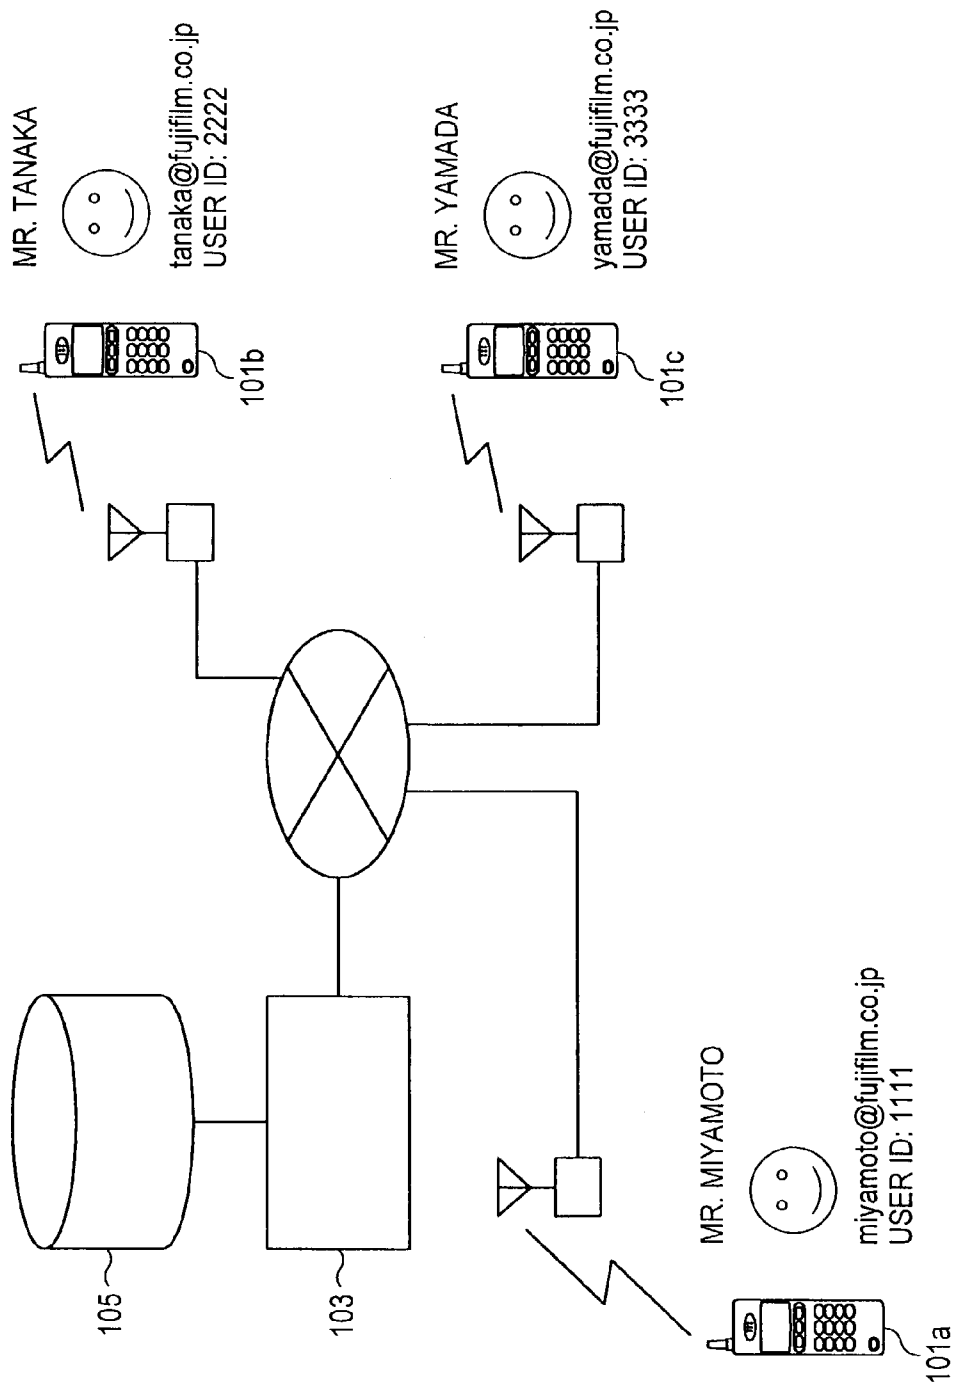 105
103
MR. TANAKA
tanaka@fujifilm.co.jp
USER ID: 2222
101b
MR. YAMADA
yamada@fujifilm.co.jp
USER ID: 3333
101c
MR. MIYAMOTO
miyamoto@fujifilm.co.jp
USER ID: 1111
101a